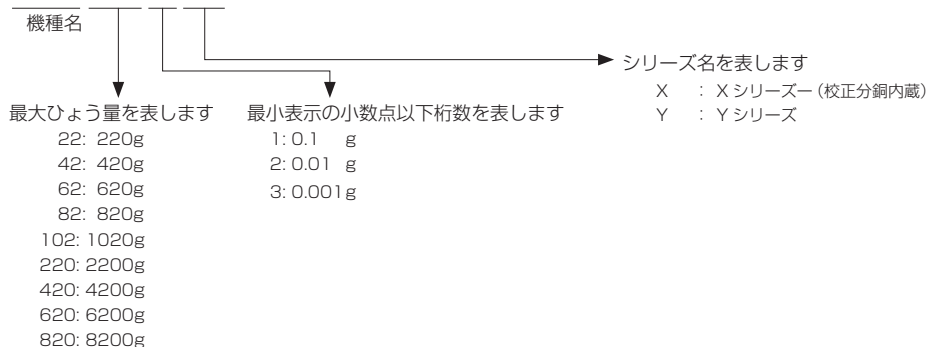 機種名
シリーズ名を表します
X : Xシリーズー(校正分銅内蔵)
Y : Yシリーズ
最大ひょう量を表します
22: 220g
42: 420g
62: 620g
82: 820g
102: 1020g
220: 2200g
420: 4200g
620: 6200g
820: 8200g
最小表示の小数点以下桁数を表します
1: 0.1 g
2: 0.01 g
3: 0.001g